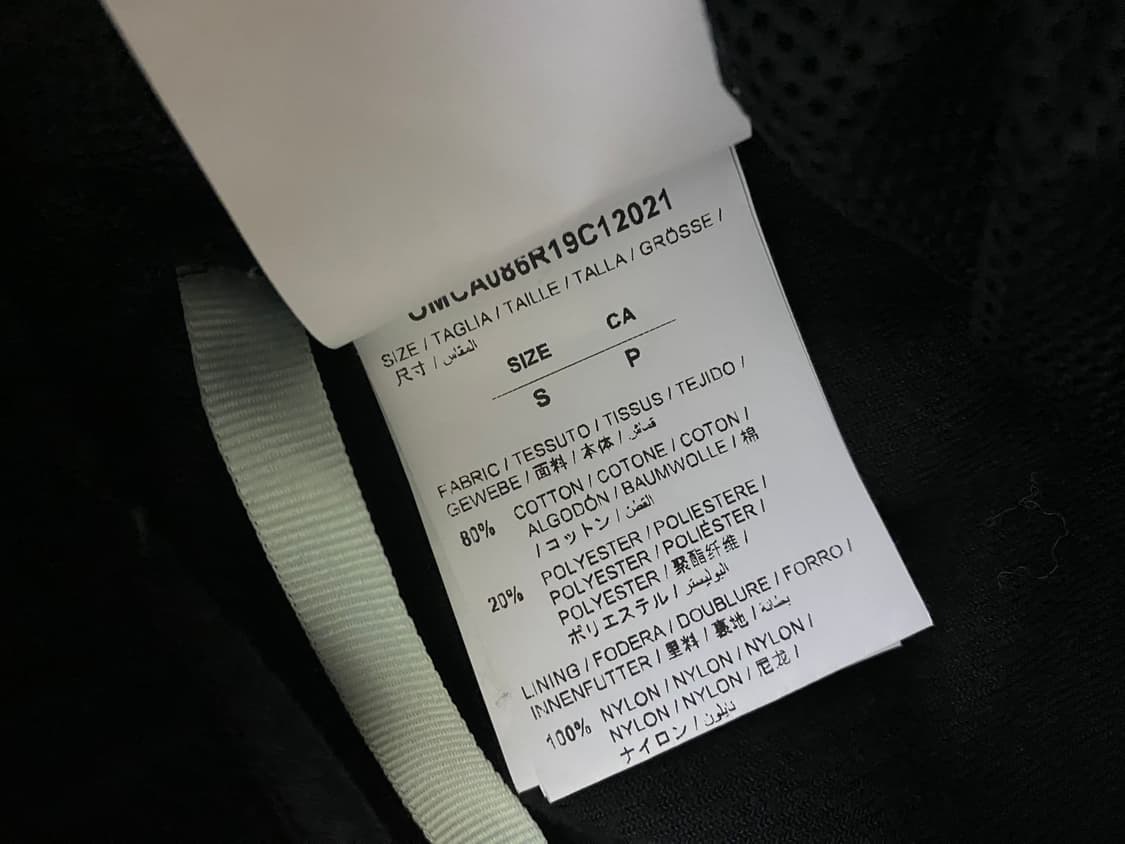 OMCA086R19C12021
SIZE / TAGLIA / TAILLE / TALLA / GRÖSSE /
尺寸 / المقاس
SIZE CA
S P
FABRIC / TESSUTO / TISSUS / TEJIDO /
GEWEBE / 面料 / 本体 / قماش
80% COTTON / COTONE / COTON /
ALGODÓN / BAUMWOLLE / 棉
/ コットン / القطن
20% POLYESTER / POLIESTERE /
POLYESTER / POLIÉSTER /
POLYESTER / 聚酯纤维 /
ポリエステル / البوليستر
LINING / FODERA / DOUBLURE / FORRO /
INNENFUTTER / 里料 / 裏地 / بطانة
100% NYLON / NYLON / NYLON /
NYLON / NYLON / 尼龙 /
ナイロン / نايلون